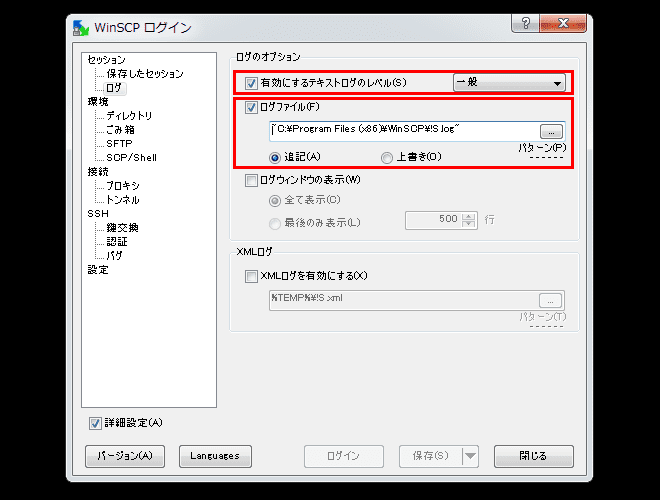 WinSCP ログイン
セッション
保存したセッション
ログ
環境
ディレクトリ
ごみ箱
SFTP
SCP/Shell
接続
プロキシ
トンネル
SSH
鍵交換
認証
バグ
設定
詳細設定(A)
ログのオプション
有効にするテキストログのレベル(S)
一般
ログファイル(F)
"C:¥Program Files (x86)¥WinSCP¥!S.log"
...
パターン(P)
追記(A)
上書き(O)
ログウィンドウの表示(W)
全て表示(C)
最後のみ表示(L)
500 行
XMLログ
XMLログを有効にする(X)
%TEMP%¥!S.xml
...
パターン(T)
バージョン(A)
Languages
ログイン
保存(S)
閉じる